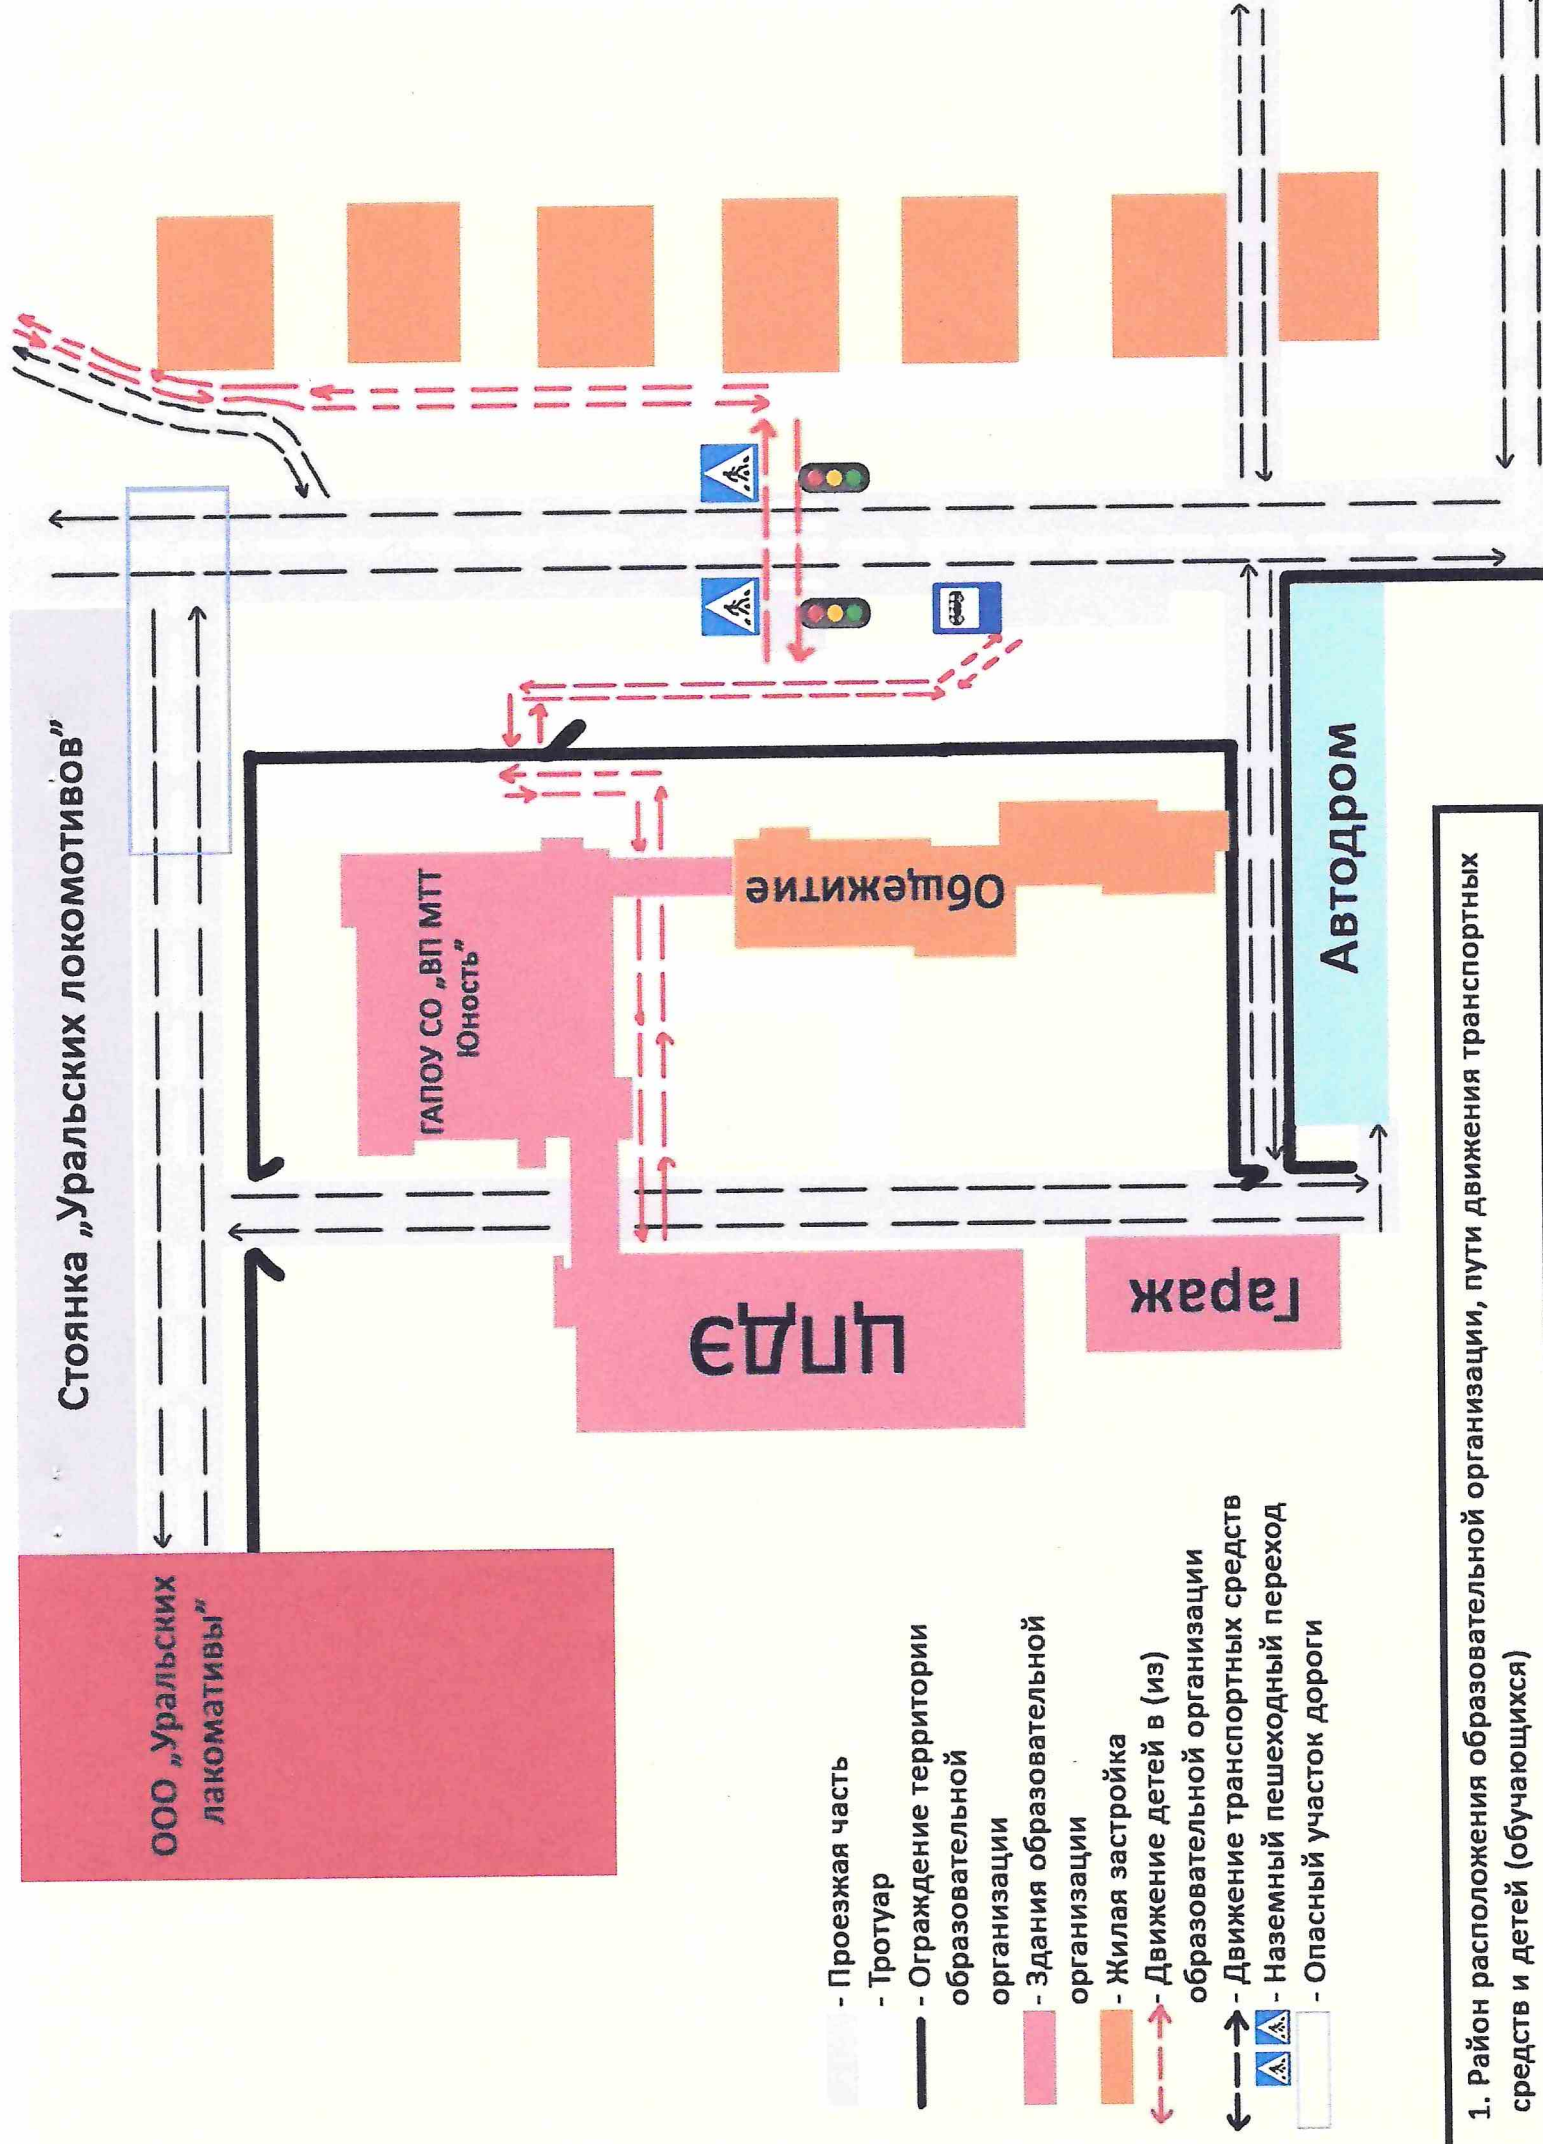 Стоянка „Уральских локомотивов”
ООО „Уральских
лакомативы”
ГАПОУ СО „ВП МТТ
Юность”
Общежитие
ЦПДЭ
Гараж
Автодром
- Проезжая часть
- Тротуар
- Ограждение территории
образовательной
организации
- Здания образовательной
организации
- Жилая застройка
- Движение детей в (из)
образовательной организации
- Движение транспортных средств
- Наземный пешеходный переход
- Опасный участок дороги
1. Район расположения образовательной организации, пути движения транспортных
средств и детей (обучающихся)